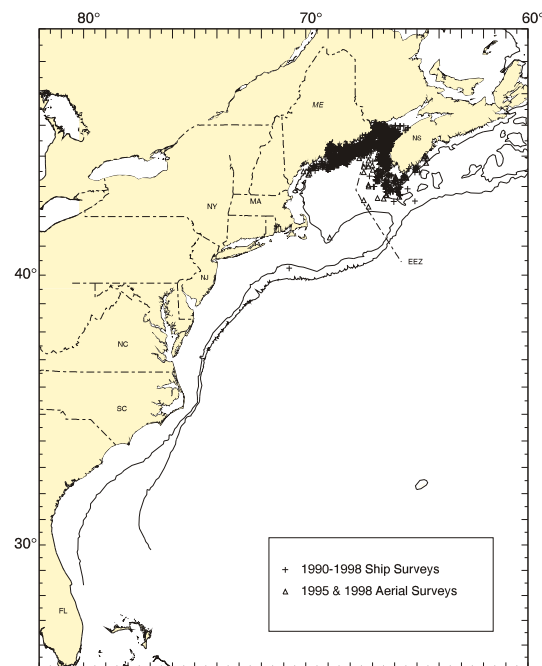 80° 70° 60°
ME
NS
NY MA
EEZ
40°
NJ
NC
SC
30°
+ 1990-1998 Ship Surveys
△ 1995 & 1998 Aerial Surveys
FL